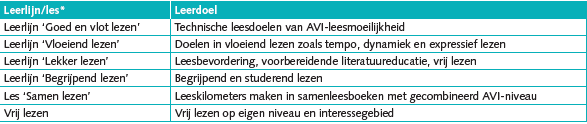 Leerlijn/les* Leerdoel
Leerlijn ‘Goed en vlot lezen’ Technische leesdoelen van AVI-leesmoeilijkheid
Leerlijn ‘Vloeiend lezen’ Doelen in vloeiend lezen zoals tempo, dynamiek en expressief lezen
Leerlijn ‘Lekker lezen’ Leesbevordering, voorbereidende literatuureducatie, vrij lezen
Leerlijn ‘Begrijpend lezen’ Begrijpend en studerend lezen
Les ‘Samen lezen’ Leeskilometers maken in samenleesboeken met gecombineerd AVI-niveau
Vrij lezen Vrij lezen op eigen niveau en interessegebied